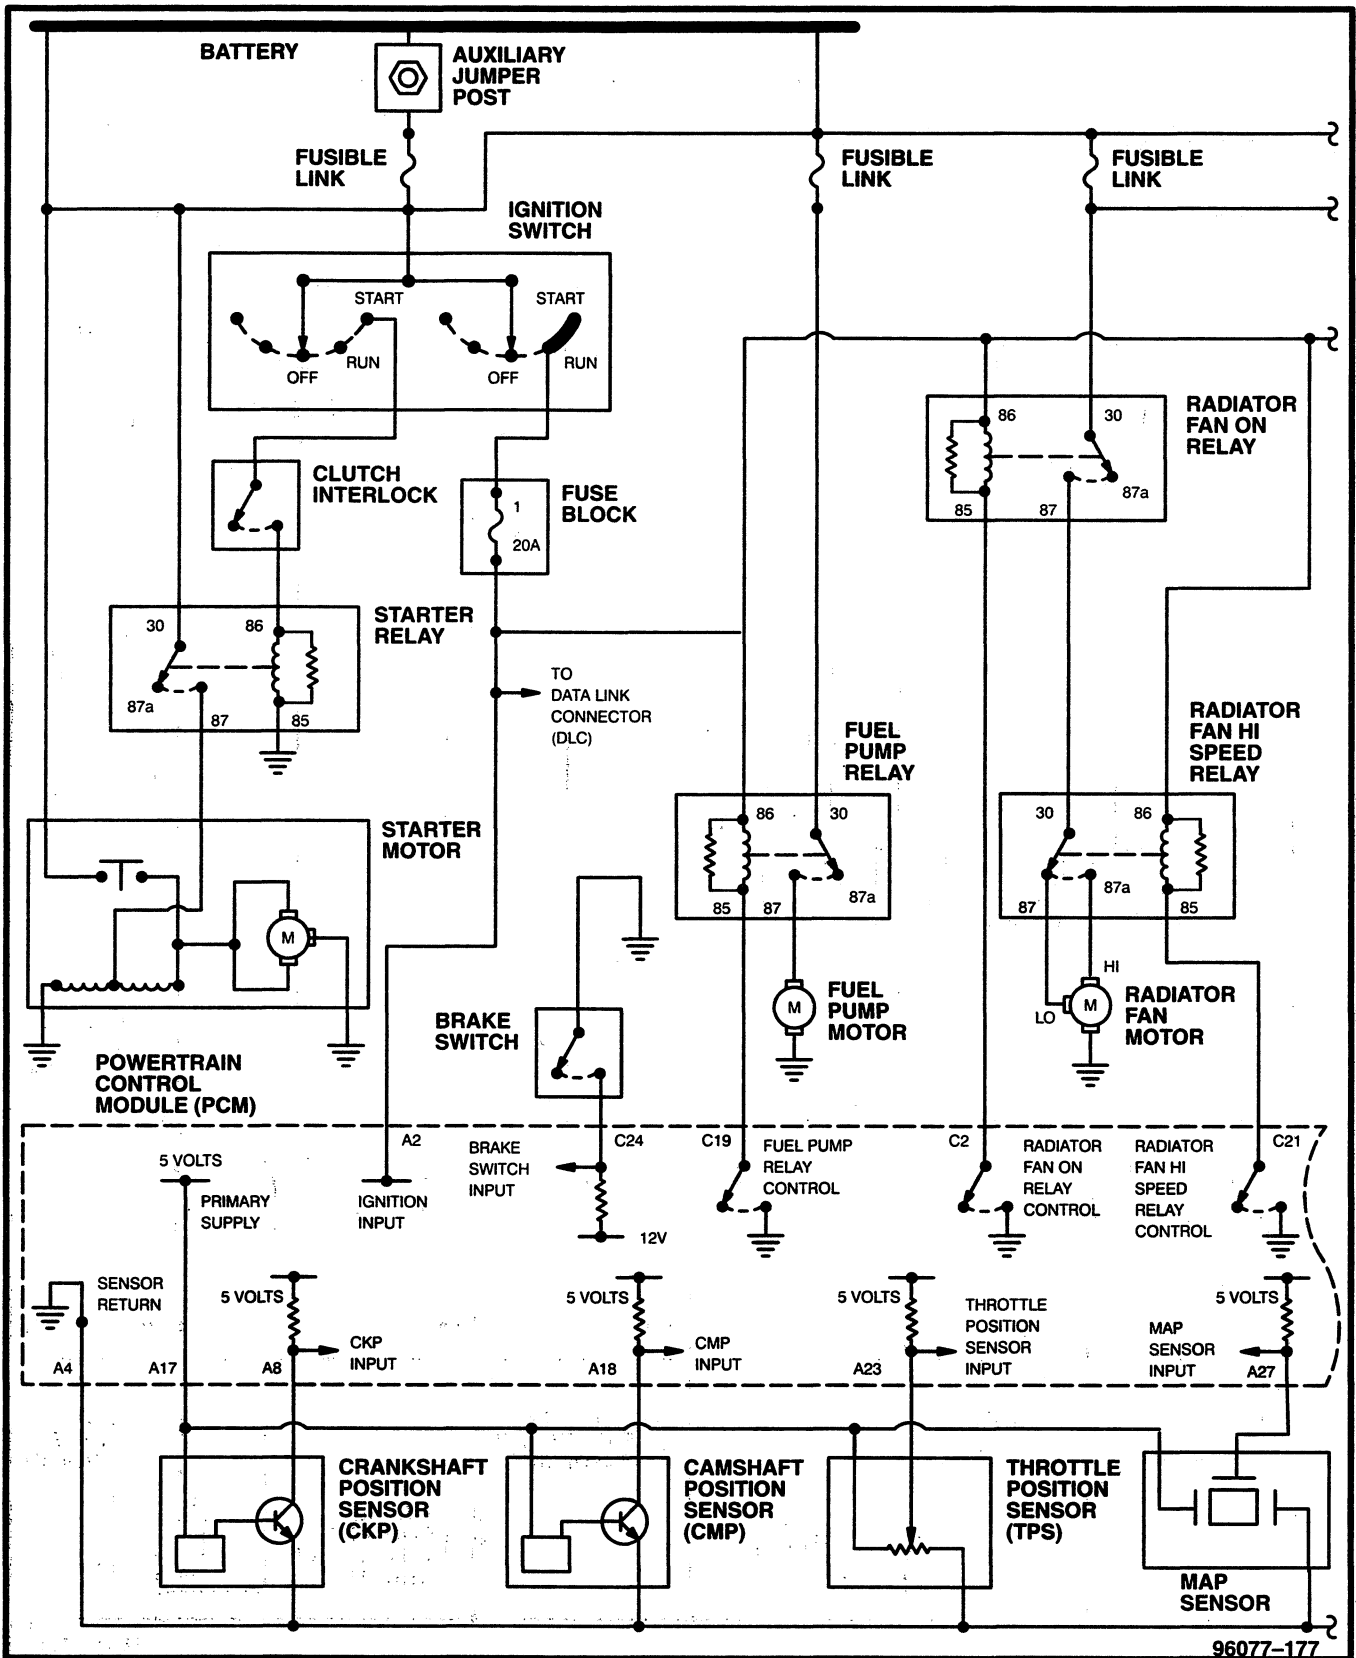 BATTERY
AUXILIARY
JUMPER
POST
FUSIBLE
LINK
FUSIBLE
LINK
FUSIBLE
LINK
IGNITION
SWITCH
START
RUN
OFF
START
RUN
OFF
CLUTCH
INTERLOCK
1
20A
FUSE
BLOCK
86
30
85
87
87a
RADIATOR
FAN ON
RELAY
30
86
87a
87
85
STARTER
RELAY
TO
DATA LINK
CONNECTOR
(DLC)
FUEL
PUMP
RELAY
86
30
85
87
87a
RADIATOR
FAN HI
SPEED
RELAY
30
86
87
87a
85
STARTER
MOTOR
M
M
FUEL
PUMP
MOTOR
HI
LO
M
RADIATOR
FAN
MOTOR
BRAKE
SWITCH
POWERTRAIN
CONTROL
MODULE (PCM)
5 VOLTS
PRIMARY
SUPPLY
A2
IGNITION
INPUT
BRAKE
SWITCH
INPUT
C24
12V
C19
FUEL PUMP
RELAY
CONTROL
C2
RADIATOR
FAN ON
RELAY
CONTROL
RADIATOR
FAN HI
SPEED
RELAY
CONTROL
C21
SENSOR
RETURN
A4
A17
5 VOLTS
A8
CKP
INPUT
5 VOLTS
A18
CMP
INPUT
5 VOLTS
A23
THROTTLE
POSITION
SENSOR
INPUT
5 VOLTS
MAP
SENSOR
INPUT
A27
CRANKSHAFT
POSITION
SENSOR
(CKP)
CAMSHAFT
POSITION
SENSOR
(CMP)
THROTTLE
POSITION
SENSOR
(TPS)
MAP
SENSOR
96077–177